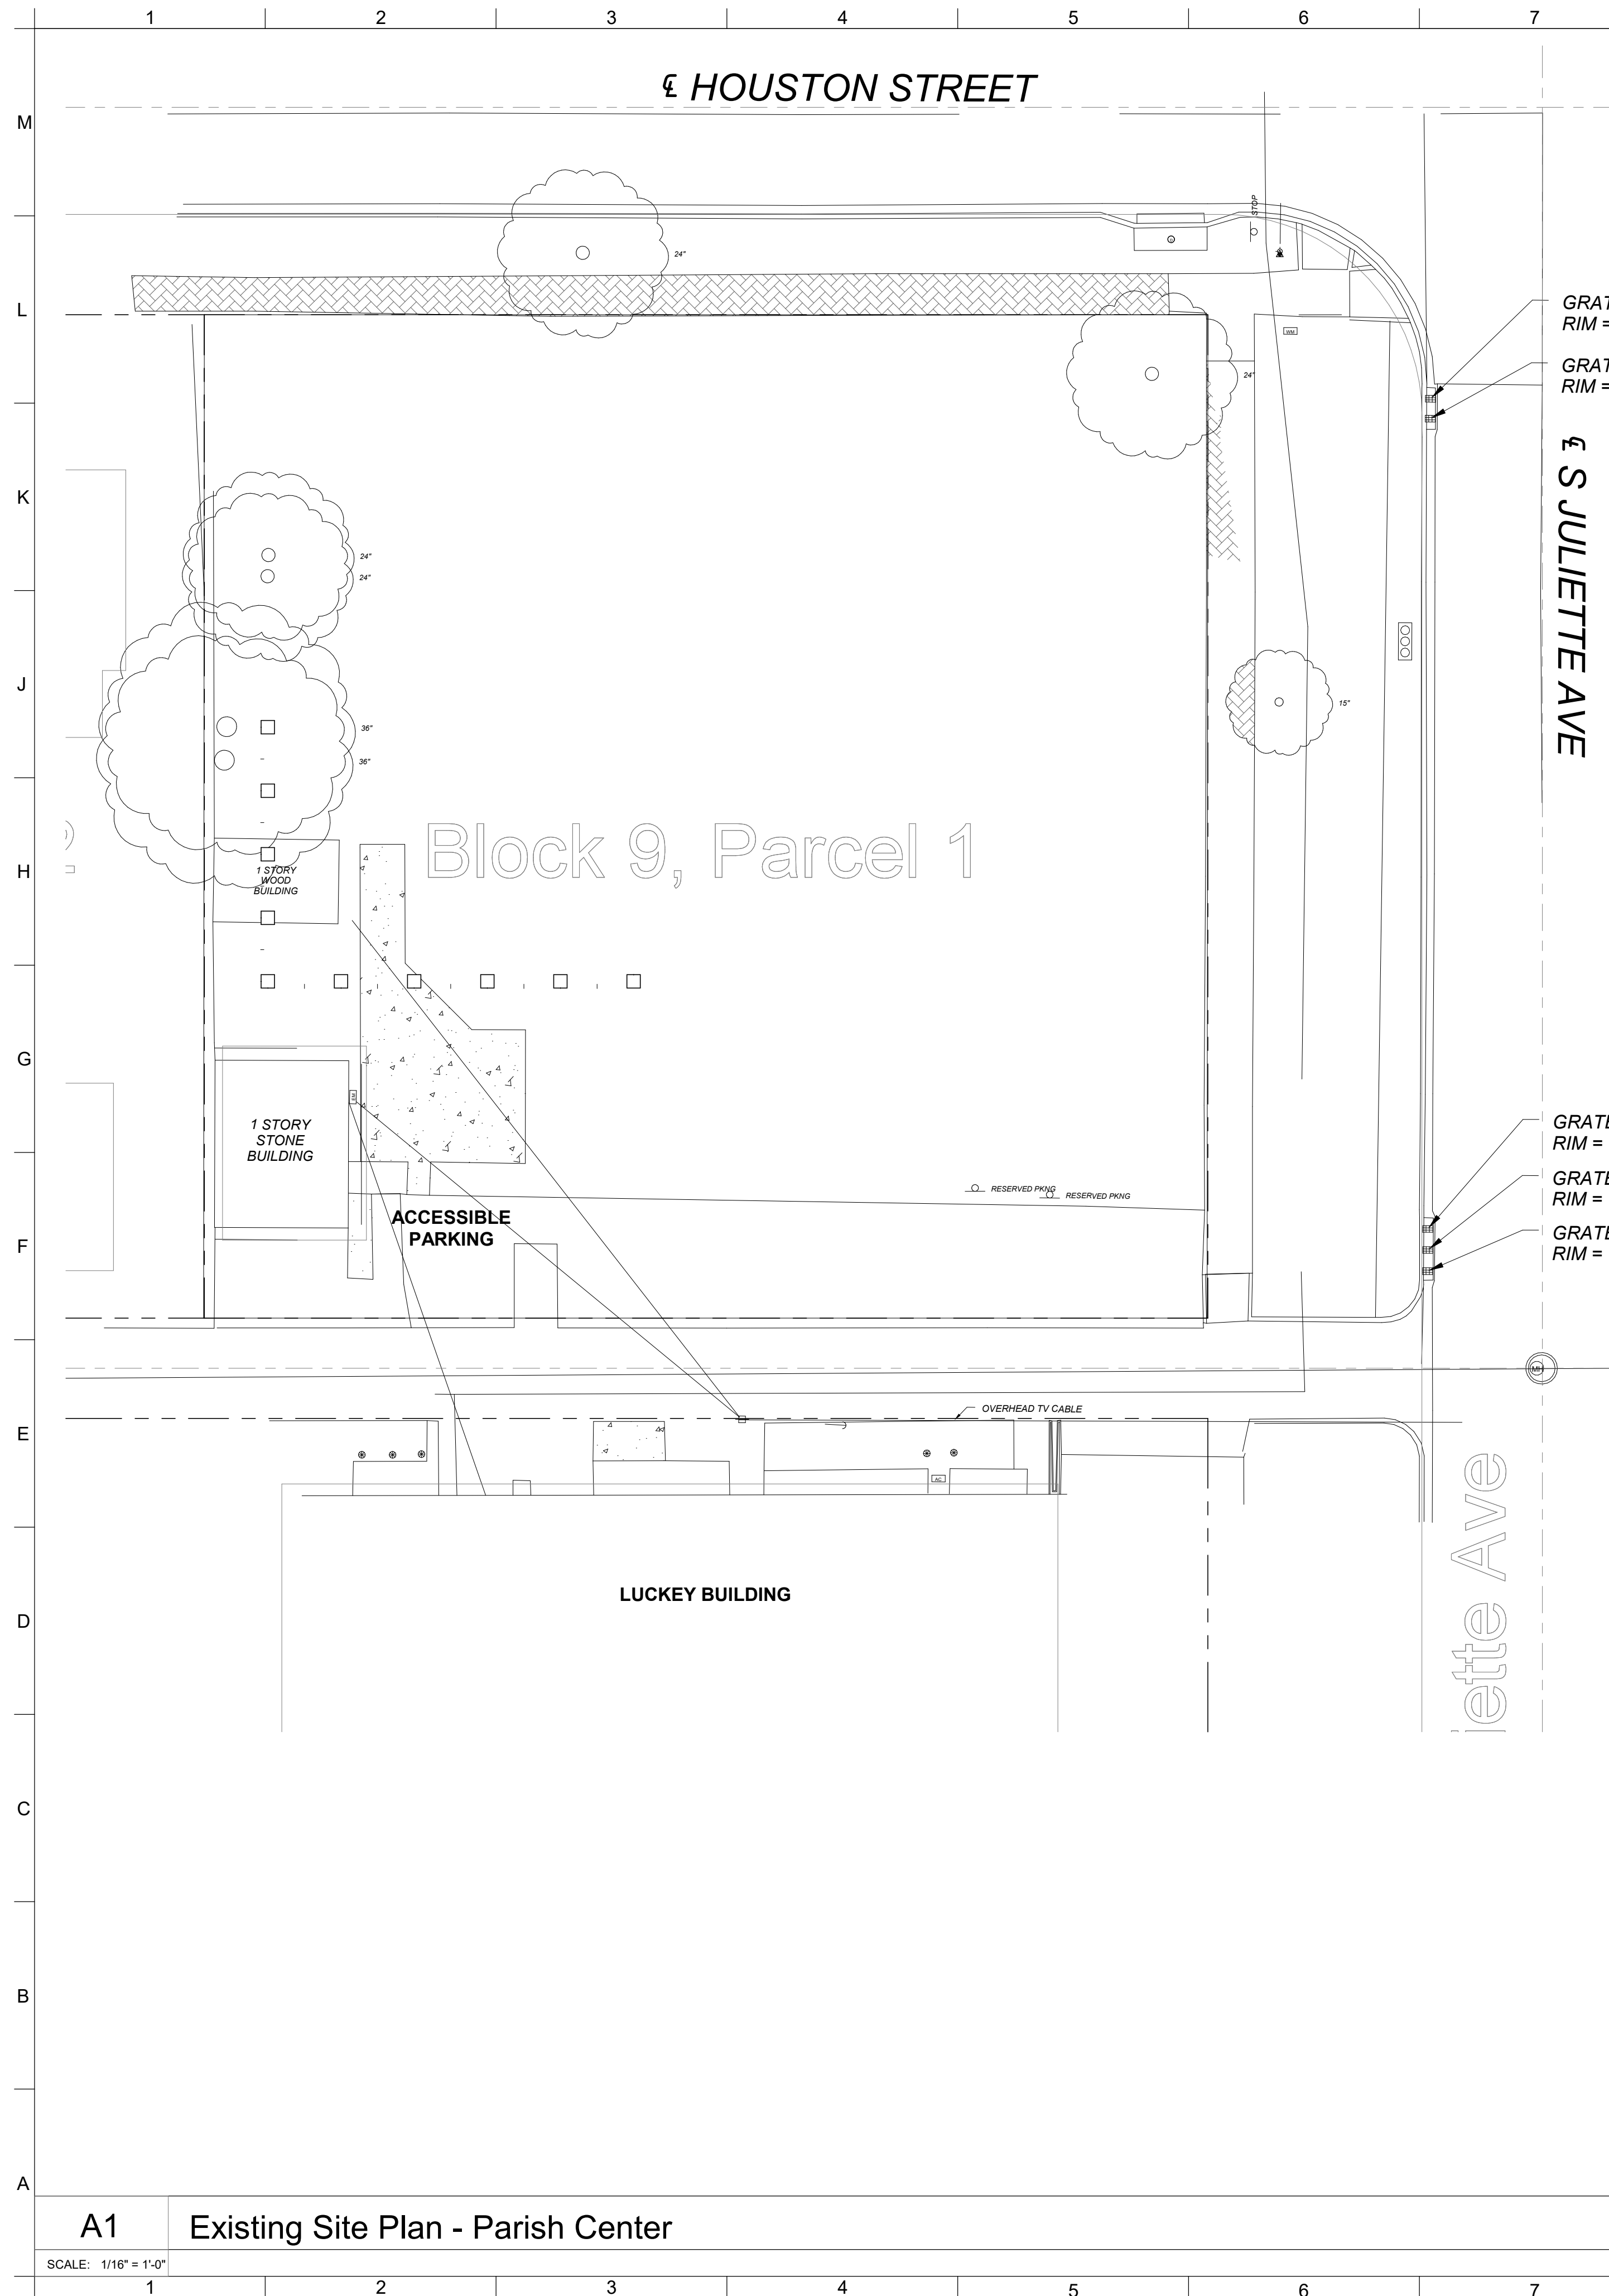 1 2 3 4 5 6 7
℄ HOUSTON STREET
M
STOP
24"
L
WM
GRAT
RIM =
24"
GRAT
RIM =
℄ S JULIETTE AVE
K
24"
24"
J
15"
36"
36"
Block 9, Parcel 1
H
1 STORY
WOOD
BUILDING
G
EM
1 STORY
STONE
BUILDING
GRATE
RIM =
RESERVED PKNG
RESERVED PKNG
GRATE
RIM =
ACCESSIBLE
PARKING
F
GRATE
RIM =
MH
OVERHEAD TV CABLE
E
AC
LUCKEY BUILDING
iette Ave
D
C
B
A
A1
Existing Site Plan - Parish Center
SCALE: 1/16" = 1'-0"
1 2 3 4 5 6 7